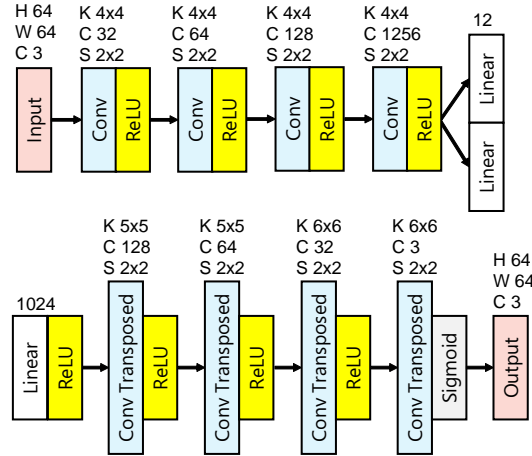 H 64
W 64
C 3
K 4x4
C 32
S 2x2
K 4x4
C 64
S 2x2
K 4x4
C 128
S 2x2
K 4x4
C 1256
S 2x2
12
Input
Conv
ReLU
Conv
ReLU
Conv
ReLU
Conv
ReLU
Linear
Linear
1024
K 5x5
C 128
S 2x2
K 5x5
C 64
S 2x2
K 6x6
C 32
S 2x2
K 6x6
C 3
S 2x2
H 64
W 64
C 3
Linear
ReLU
Conv Transposed
ReLU
Conv Transposed
ReLU
Conv Transposed
ReLU
Conv Transposed
Sigmoid
Output